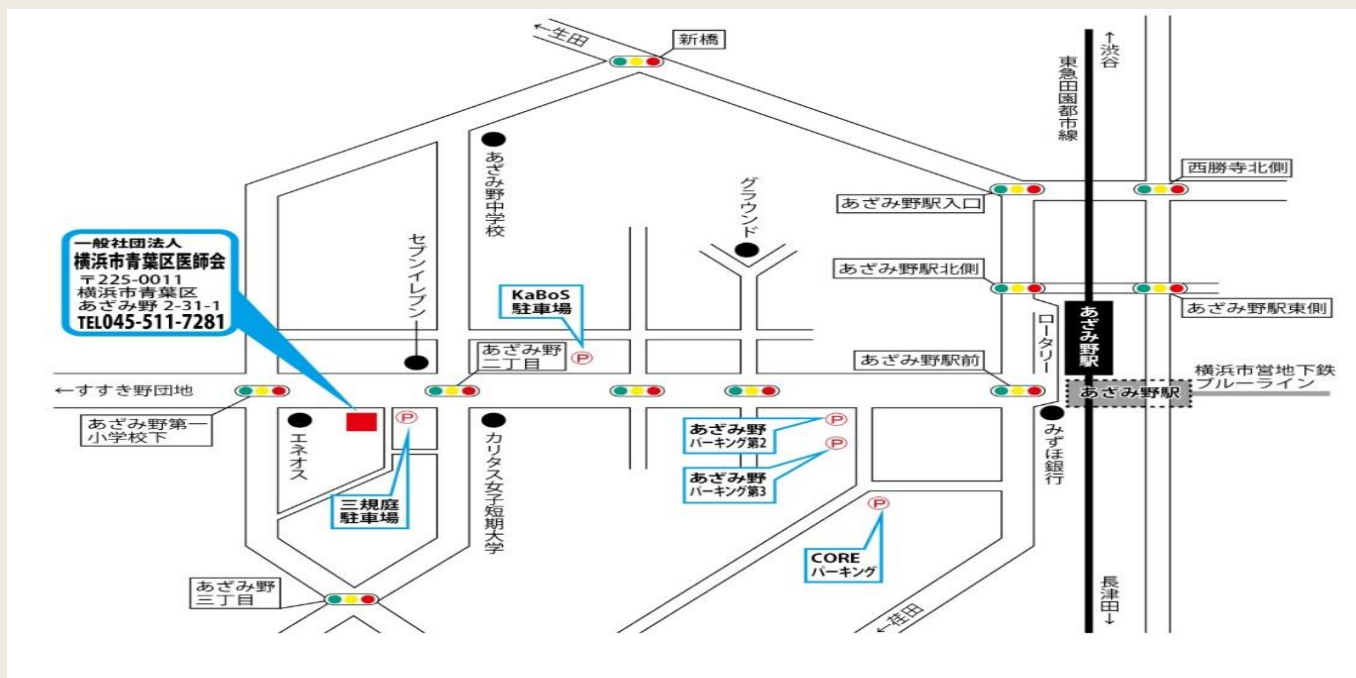 ←生田
新橋
↑渋谷
東急田園都市線
西勝寺北側
あざみ野駅入口
あざみ野中学校
グラウンド
一般社団法人
横浜市青葉区医師会
〒225-0011
横浜市青葉区
あざみ野 2-31-1
TEL045-511-7281
セブンイレブン
KaBoS
駐車場
あざみ野駅北側
あざみ野駅東側
ロータリー
あざみ野駅
あざみ野
二丁目
あざみ野駅前
横浜市営地下鉄
ブルーライン
あざみ野駅
←すすき野団地
あざみ野第一
小学校下
エネオス
三規庭
駐車場
カリタス女子短期大学
あざみ野
パーキング第2
あざみ野
パーキング第3
みずほ銀行
CORE
パーキング
あざみ野
三丁目
←荏田
長津田↓
P
P
P
P
P